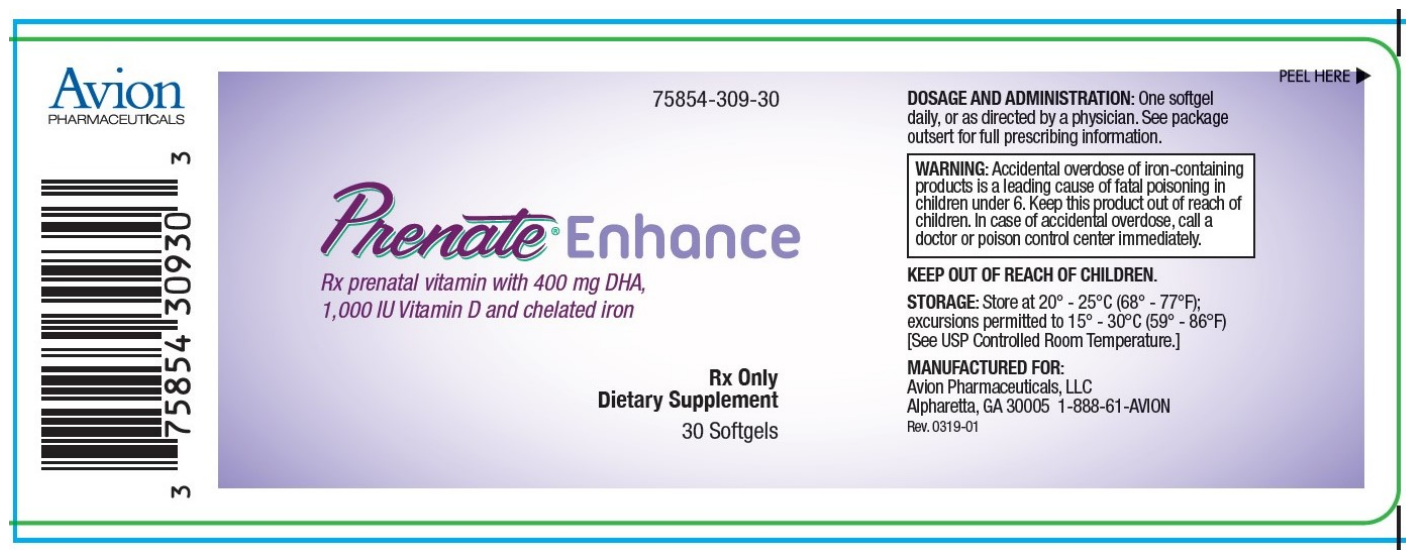 Avion
PHARMACEUTICALS
3 75854 30930 3
75854-309-30
Prenate® Enhance
Rx prenatal vitamin with 400 mg DHA,
1,000 IU Vitamin D and chelated iron
Rx Only
Dietary Supplement
30 Softgels
PEEL HERE ▶
DOSAGE AND ADMINISTRATION: One softgel
daily, or as directed by a physician. See package
outsert for full prescribing information.
WARNING: Accidental overdose of iron-containing
products is a leading cause of fatal poisoning in
children under 6. Keep this product out of reach of
children. In case of accidental overdose, call a
doctor or poison control center immediately.
KEEP OUT OF REACH OF CHILDREN.
STORAGE: Store at 20° - 25°C (68° - 77°F);
excursions permitted to 15° - 30°C (59° - 86°F)
[See USP Controlled Room Temperature.]
MANUFACTURED FOR:
Avion Pharmaceuticals, LLC
Alpharetta, GA 30005 1-888-61-AVION
Rev. 0319-01